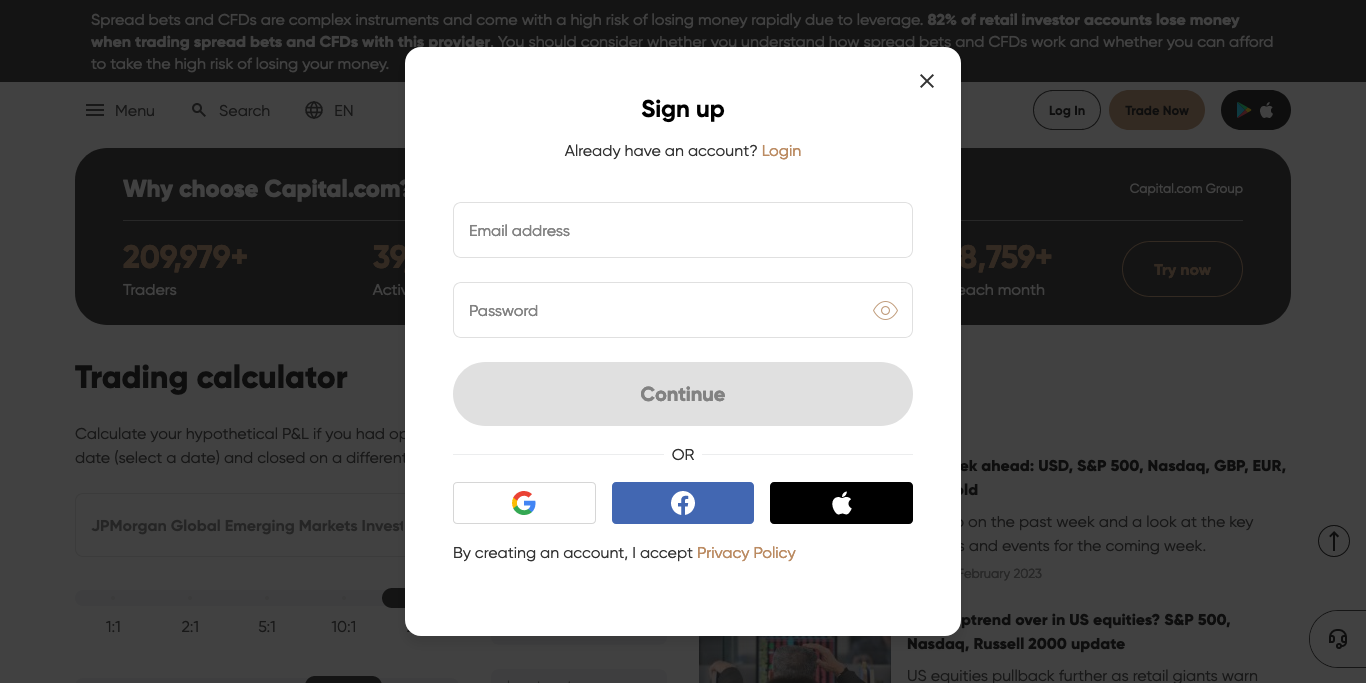 Spread bets and CFDs are complex instruments and come with a high risk of losing money rapidly due to leverage. 82% of retail investor accounts lose money
when trading spread bets and CFDs with this provider. You should consider whether you understand how spread bets and CFDs work and whether you can afford
to take the high risk of losing your money.
Menu
Search
EN
Log In
Trade Now
Why choose Capital.com?
Capital.com Group
209,979+
Traders
8,759+
each month
Try now
Sign up
Already have an account? Login
Email address
Password
Continue
OR
By creating an account, I accept Privacy Policy
Trading calculator
Calculate your hypothetical P&L if you had
date (select a date) and closed on a different
JPMorgan Global Emerging Markets
1:1
2:1
5:1
10:1
ahead: USD, S&P 500, Nasdaq, GBP, EUR,
on the past week and a look at the key
and events for the coming week.
February 2023
over in US equities? S&P 500,
Nasdaq, Russell 2000 update
US equities pullback further as retail giants warn